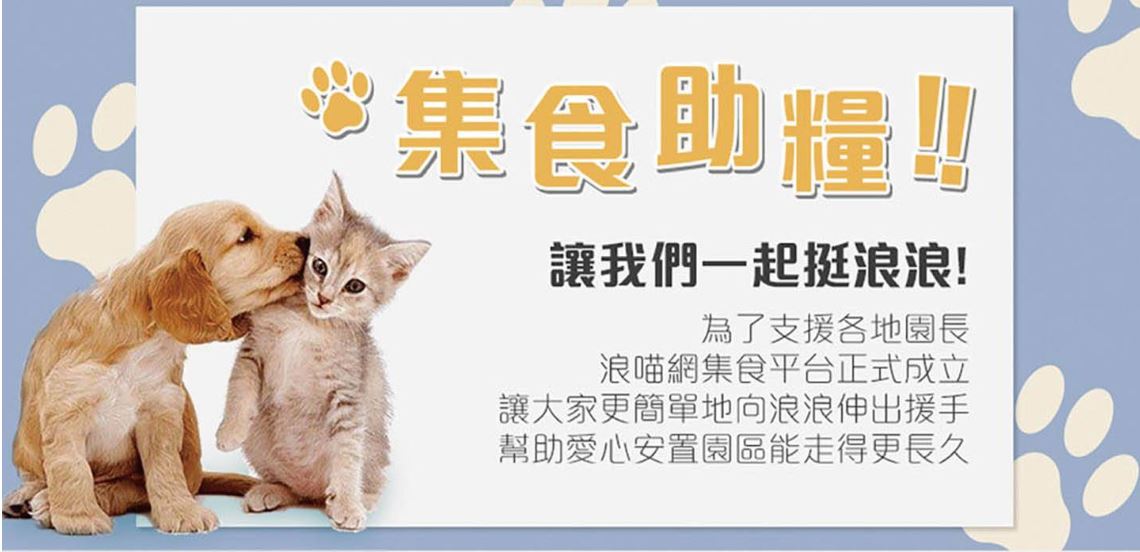 集食助糧!!
讓我們一起挺浪浪!
為了支援各地園長
浪喵網集食平台正式成立
讓大家更簡單地向浪浪伸出援手
幫助愛心安置園區能走得更長久